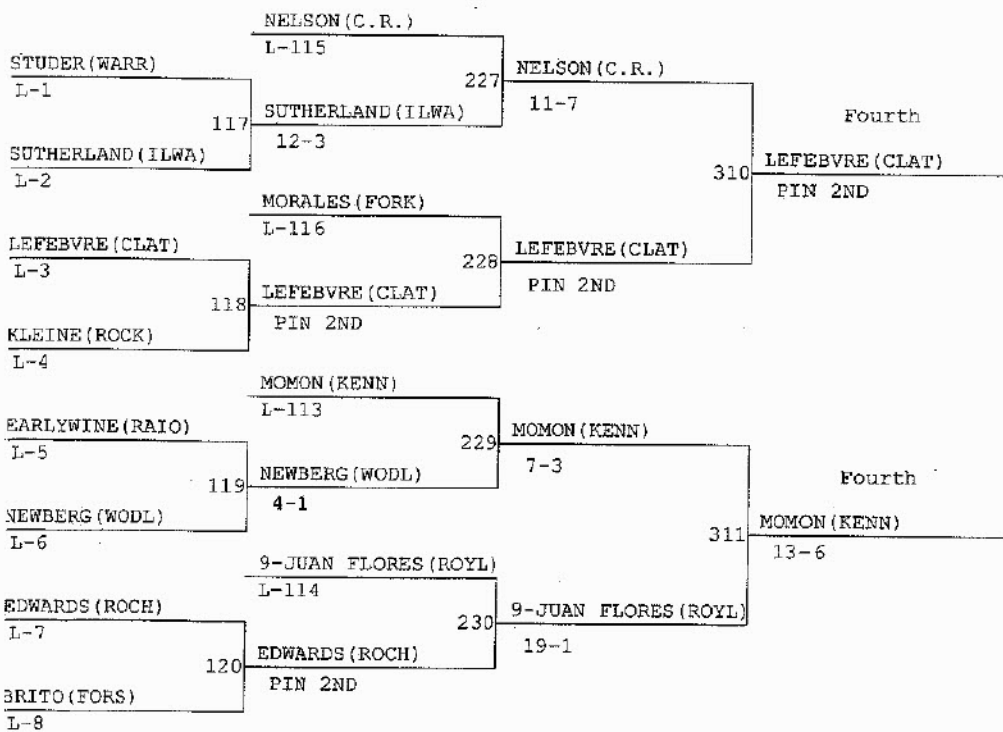 NELSON(C.R.)
L-115
STUDER(WARR)
L-1
227
NELSON(C.R.)
11-7
117
SUTHERLAND(ILWA)
12-3
Fourth
SUTHERLAND(ILWA)
L-2
310
LEFEBVRE(CLAT)
PIN 2ND
MORALES(FORK)
L-116
LEFEBVRE(CLAT)
L-3
228
LEFEBVRE(CLAT)
PIN 2ND
118
LEFEBVRE(CLAT)
PIN 2ND
KLEINE(ROCK)
L-4
MOMON(KENN)
L-113
EARLYWINE(RAIO)
L-5
229
MOMON(KENN)
7-3
119
NEWBERG(WODL)
4-1
Fourth
NEWBERG(WODL)
L-6
311
MOMON(KENN)
13-6
9-JUAN FLORES(ROYL)
L-114
EDWARDS(ROCH)
L-7
230
9-JUAN FLORES(ROYL)
19-1
120
EDWARDS(ROCH)
PIN 2ND
BRITO(FORS)
L-8